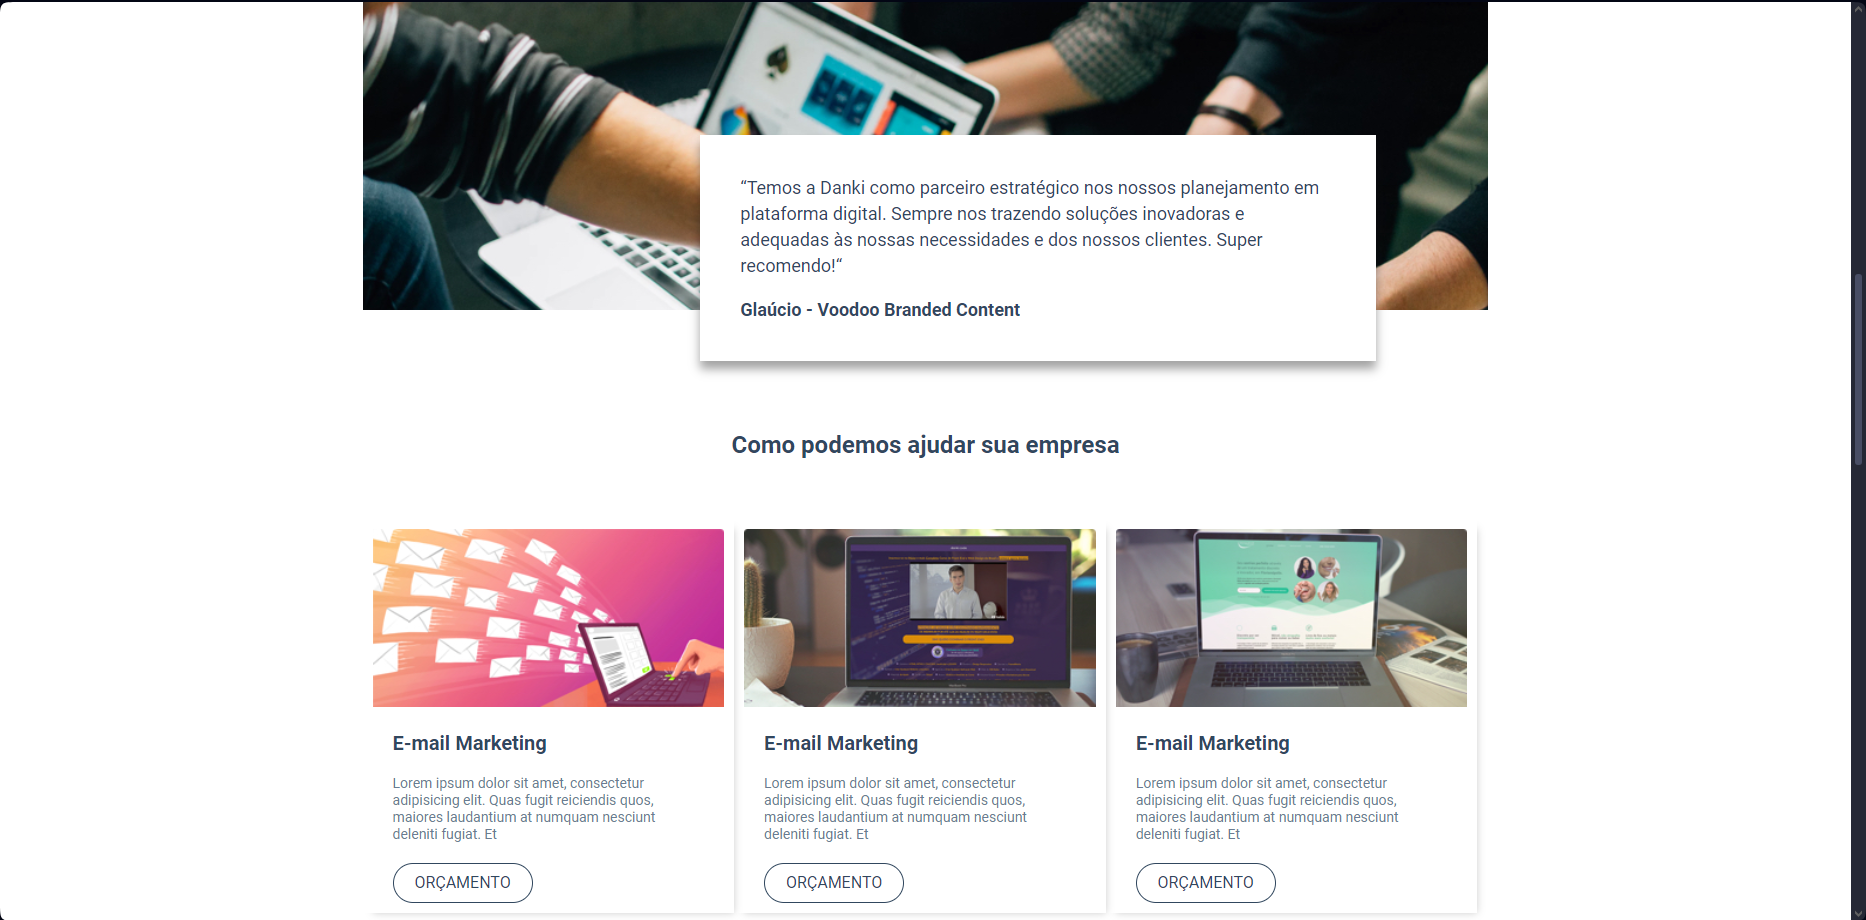 “Temos a Danki como parceiro estratégico nos nossos planejamento em
plataforma digital. Sempre nos trazendo soluções inovadoras e
adequadas às nossas necessidades e dos nossos clientes. Super
recomendo!“
Glaúcio - Voodoo Branded Content
Como podemos ajudar sua empresa
E-mail Marketing
Lorem ipsum dolor sit amet, consectetur
adipisicing elit. Quas fugit reiciendis quos,
maiores laudantium at numquam nesciunt
deleniti fugiat. Et
ORÇAMENTO
E-mail Marketing
Lorem ipsum dolor sit amet, consectetur
adipisicing elit. Quas fugit reiciendis quos,
maiores laudantium at numquam nesciunt
deleniti fugiat. Et
ORÇAMENTO
E-mail Marketing
Lorem ipsum dolor sit amet, consectetur
adipisicing elit. Quas fugit reiciendis quos,
maiores laudantium at numquam nesciunt
deleniti fugiat. Et
ORÇAMENTO